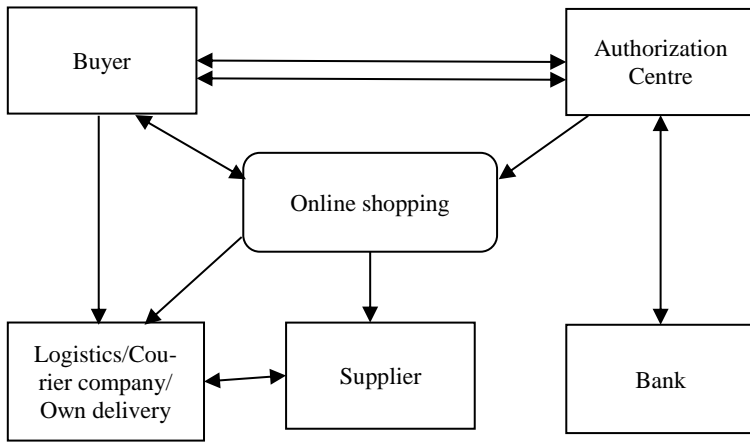 Buyer
Authorization
Centre
Online shopping
Logistics/Cou-
rier company/
Own delivery
Supplier
Bank